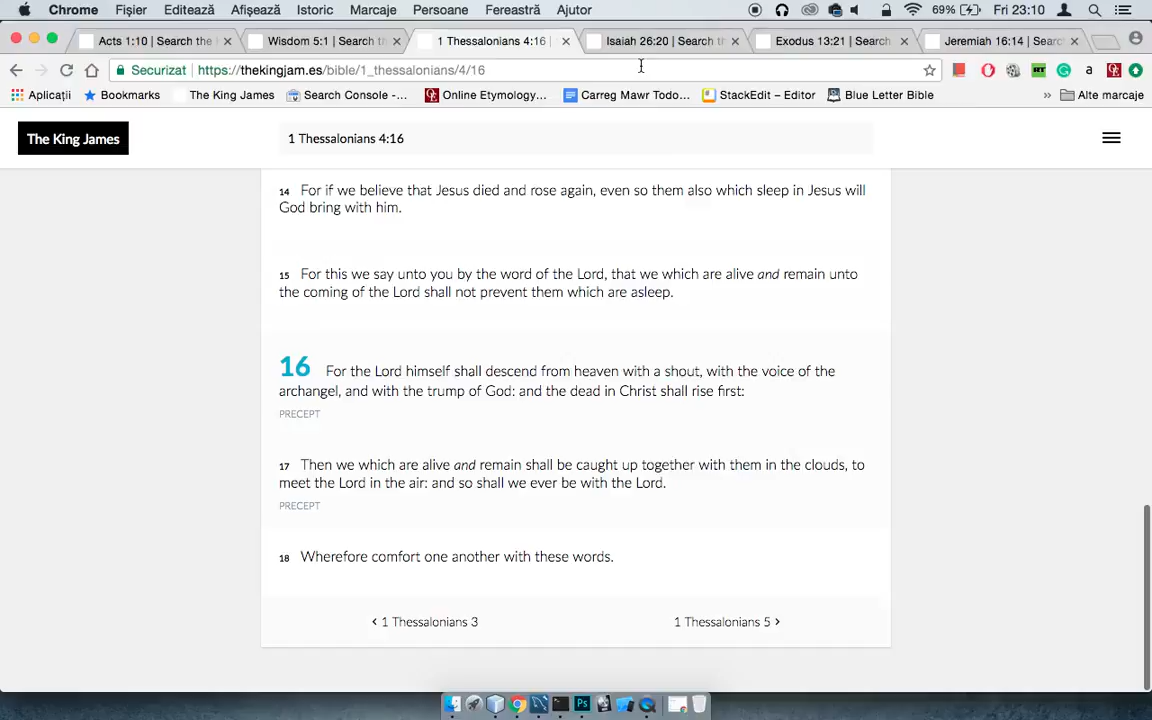 Chrome Fișier Editează Afișează Istoric Marcaje Persoane Fereastră Ajutor 69% Fri 23:10
Acts 1:10 | Search the
Wisdom 5:1 | Search th
1 Thessalonians 4:16 |
Isaiah 26:20 | Search th
Exodus 13:21 | Search
Jeremiah 16:14 | Searc
Securizat https://thekingjam.es/bible/1_thessalonians/4/16
Aplicații Bookmarks The King James Search Console -... Online Etymology... Carreg Mawr Todo... StackEdit – Editor Blue Letter Bible » Alte marcaje
The King James
1 Thessalonians 4:16
14 For if we believe that Jesus died and rose again, even so them also which sleep in Jesus will
God bring with him.
15 For this we say unto you by the word of the Lord, that we which are alive and remain unto
the coming of the Lord shall not prevent them which are asleep.
16 For the Lord himself shall descend from heaven with a shout, with the voice of the
archangel, and with the trump of God: and the dead in Christ shall rise first:
PRECEPT
17 Then we which are alive and remain shall be caught up together with them in the clouds, to
meet the Lord in the air: and so shall we ever be with the Lord.
PRECEPT
18 Wherefore comfort one another with these words.
‹ 1 Thessalonians 3
1 Thessalonians 5 ›
Ps